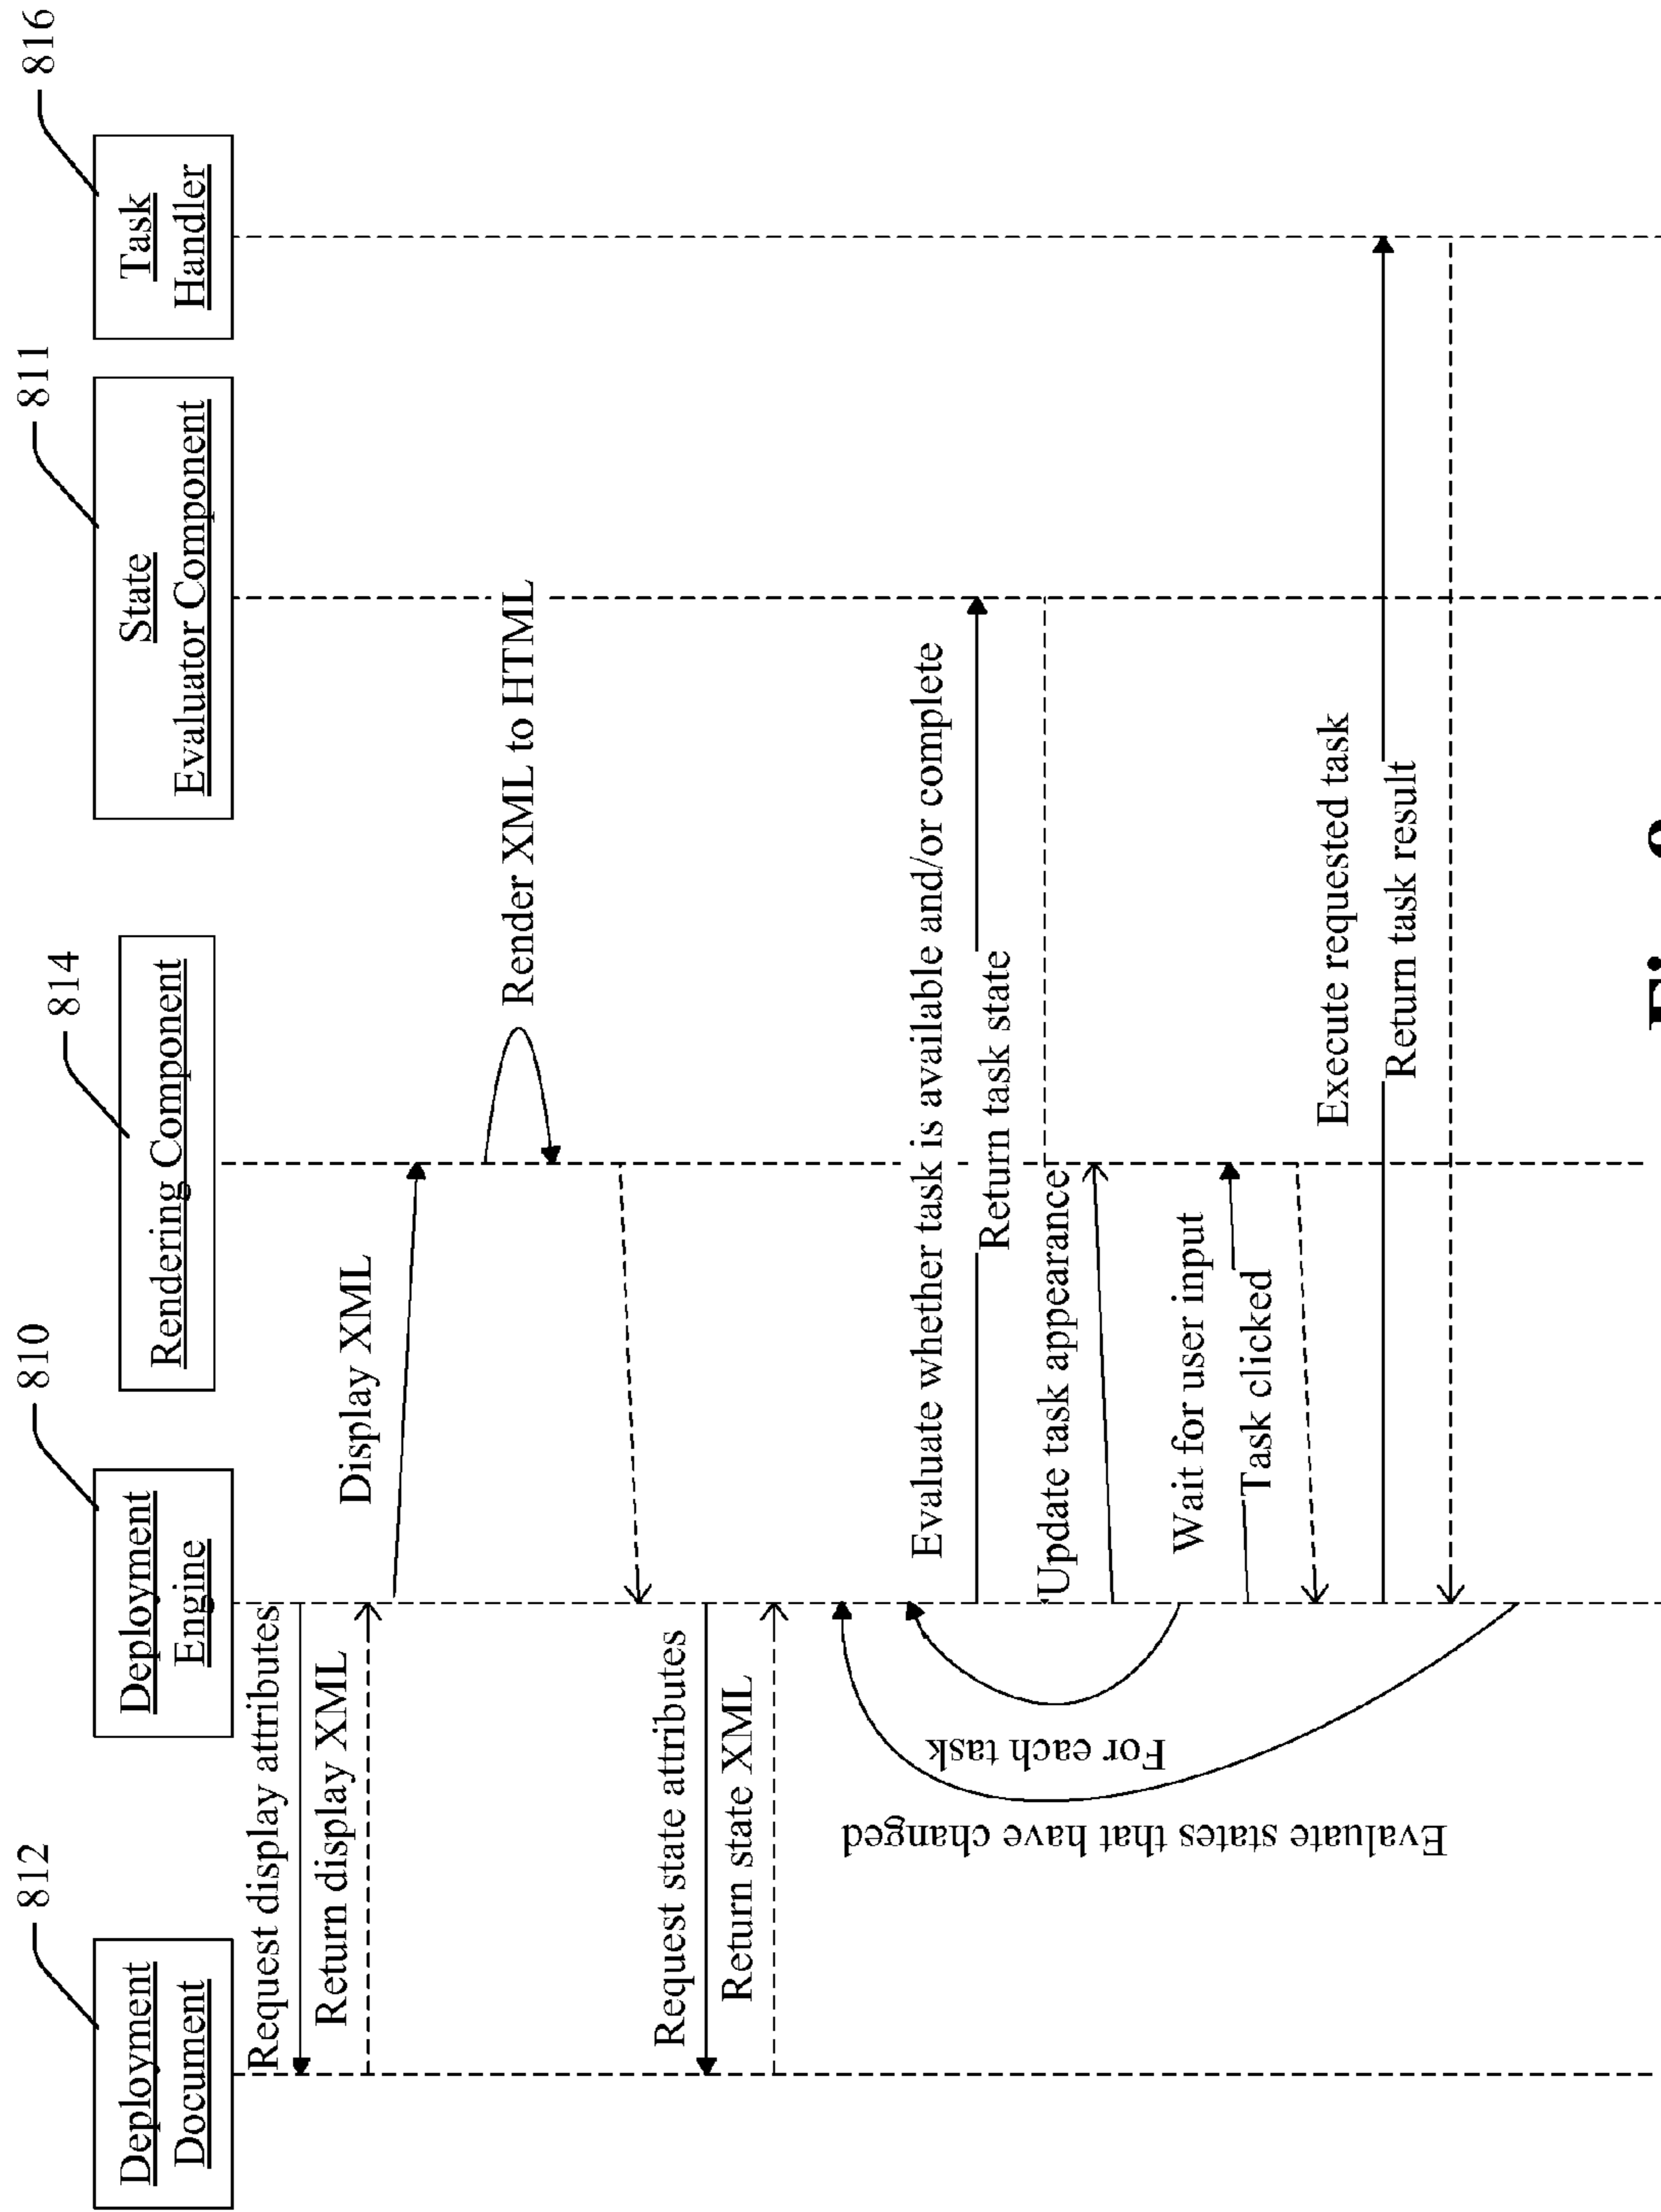 812
810
814
811
816
Deployment
Document
Deployment
Engine
Rendering Component
State
Evaluator Component
Task
Handler
Request display attributes
Return display XML
Display XML
Render XML to HTML
Request state attributes
Return state XML
Evaluate whether task is available and/or complete
Return task state
Update task appearance
For each task
Evaluate states that have changed
Wait for user input
Task clicked
Execute requested task
Return task result